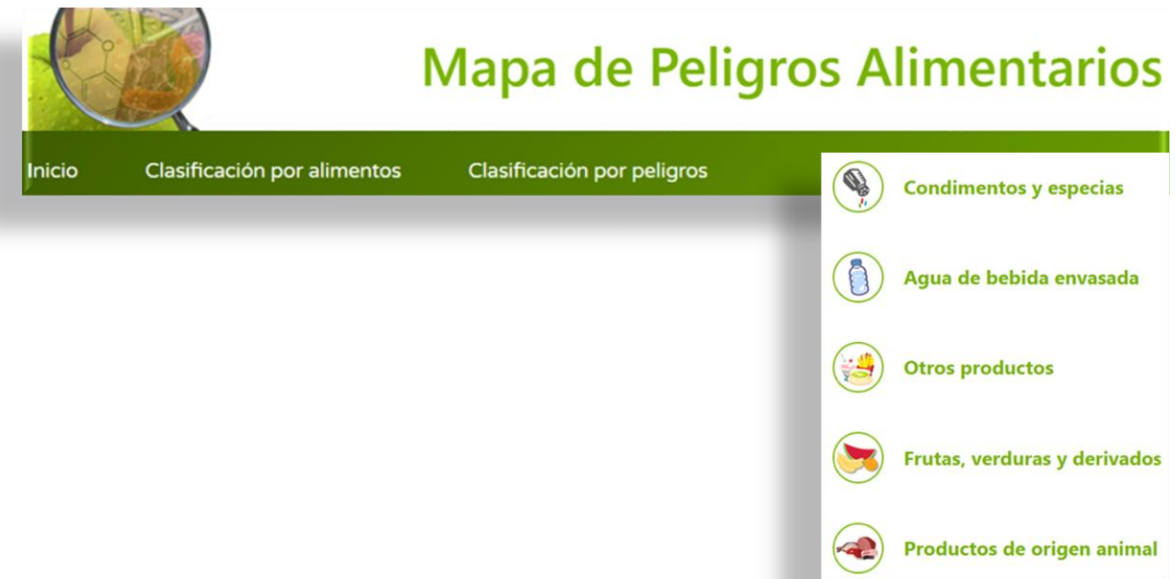 Mapa de Peligros Alimentarios
Inicio Clasificación por alimentos Clasificación por peligros
Condimentos y especias
Agua de bebida envasada
Otros productos
Frutas, verduras y derivados
Productos de origen animal